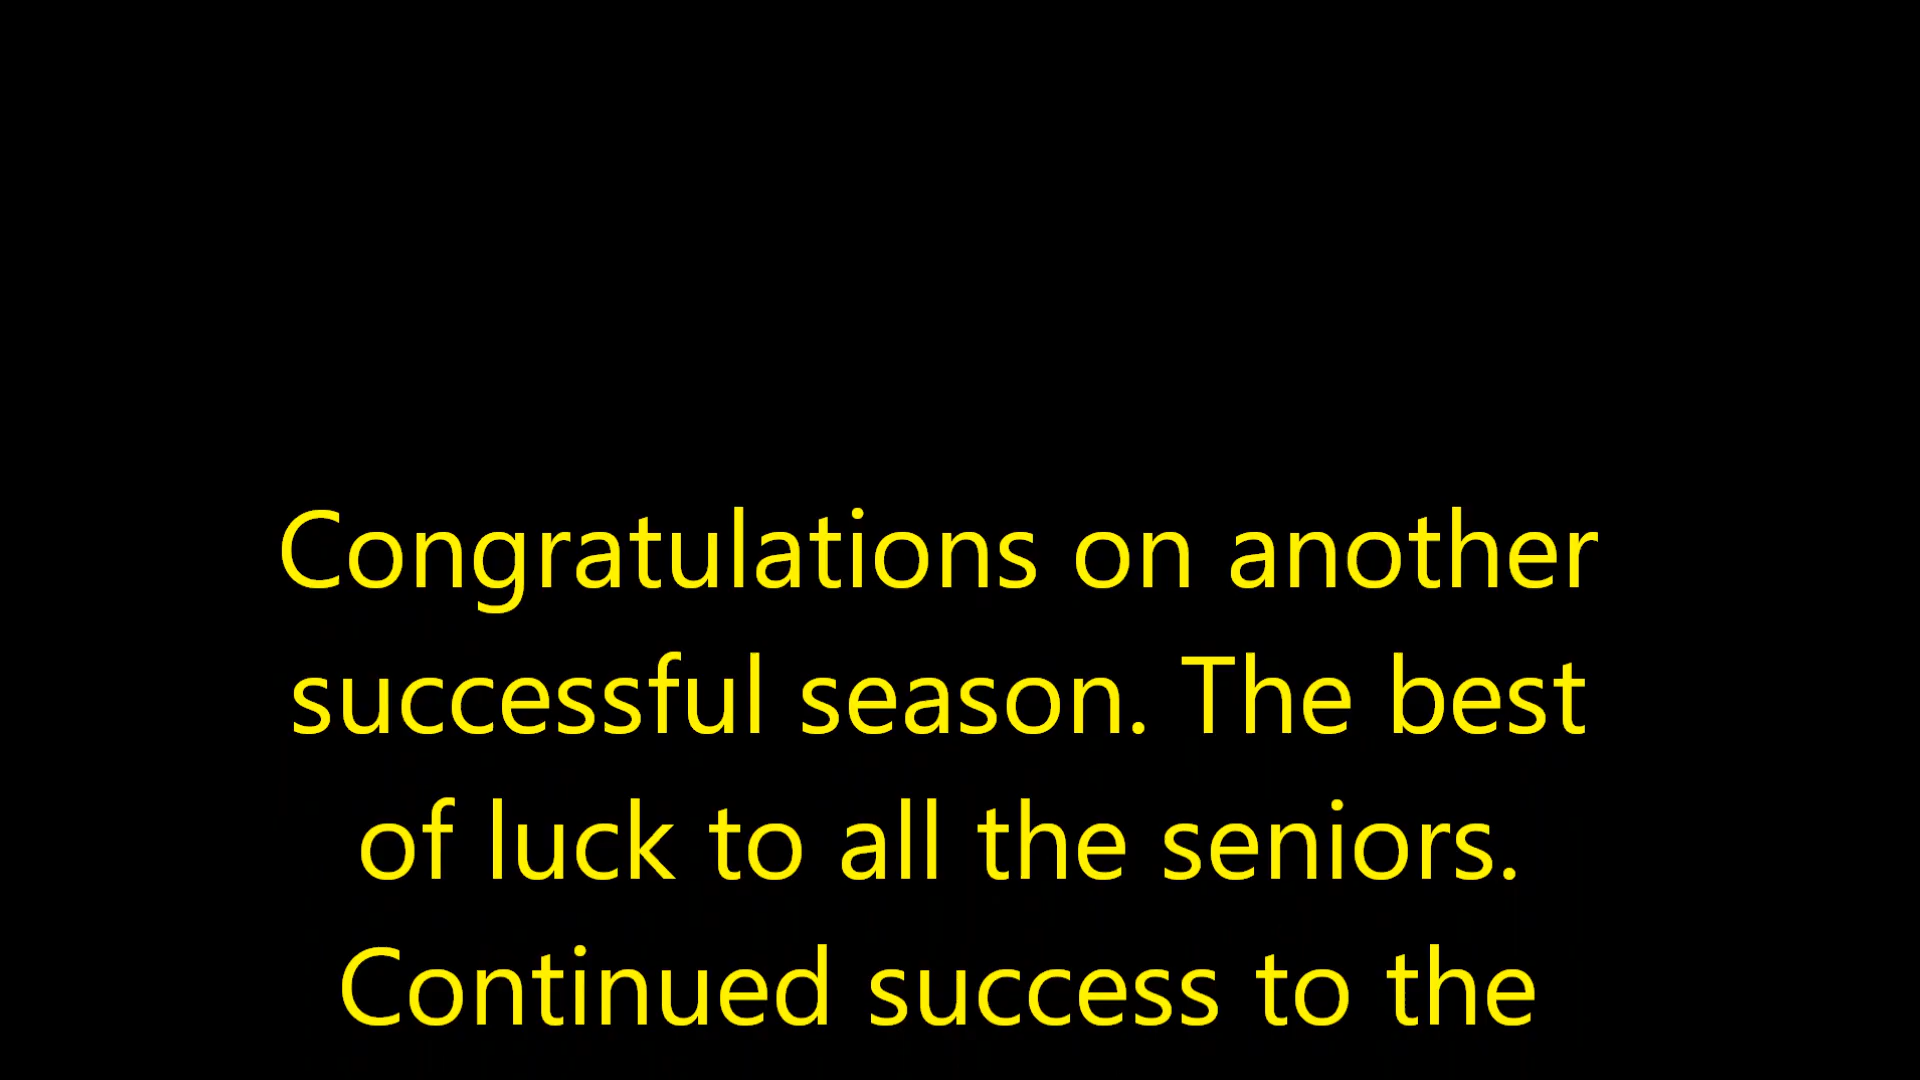 Congratulations on another
successful season. The best
of luck to all the seniors.
Continued success to the